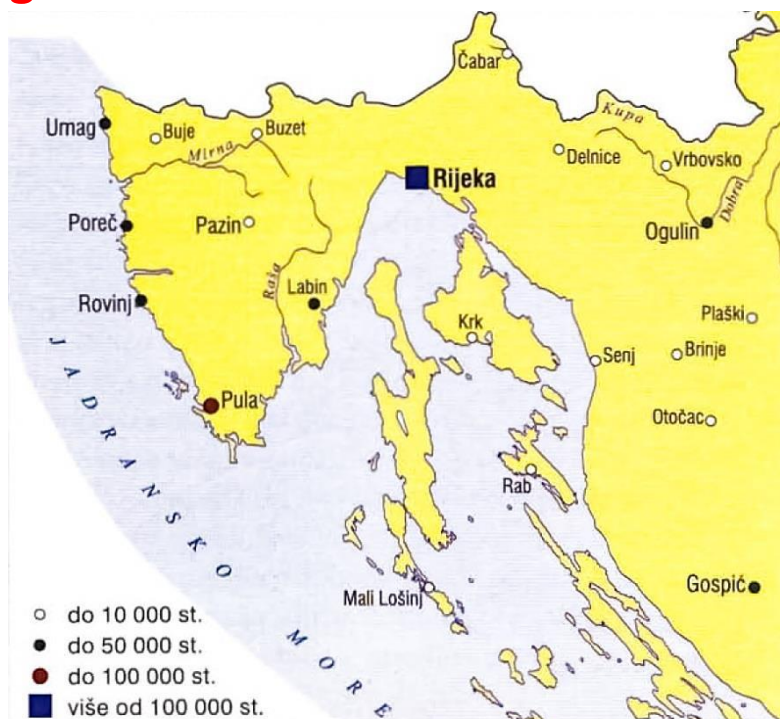 Čabar
Umag
Buje
Buzet
Mirna
Kupa
Delnice
Vrbovsko
Rijeka
Dobra
Poreč
Pazin
Ogulin
Raša
Labin
Rovinj
Krk
Plaški
Senj
Brinje
Pula
Otočac
Rab
JADRANSKO MORE
Mali Lošinj
Gospić
do 10 000 st.
do 50 000 st.
do 100 000 st.
više od 100 000 st.